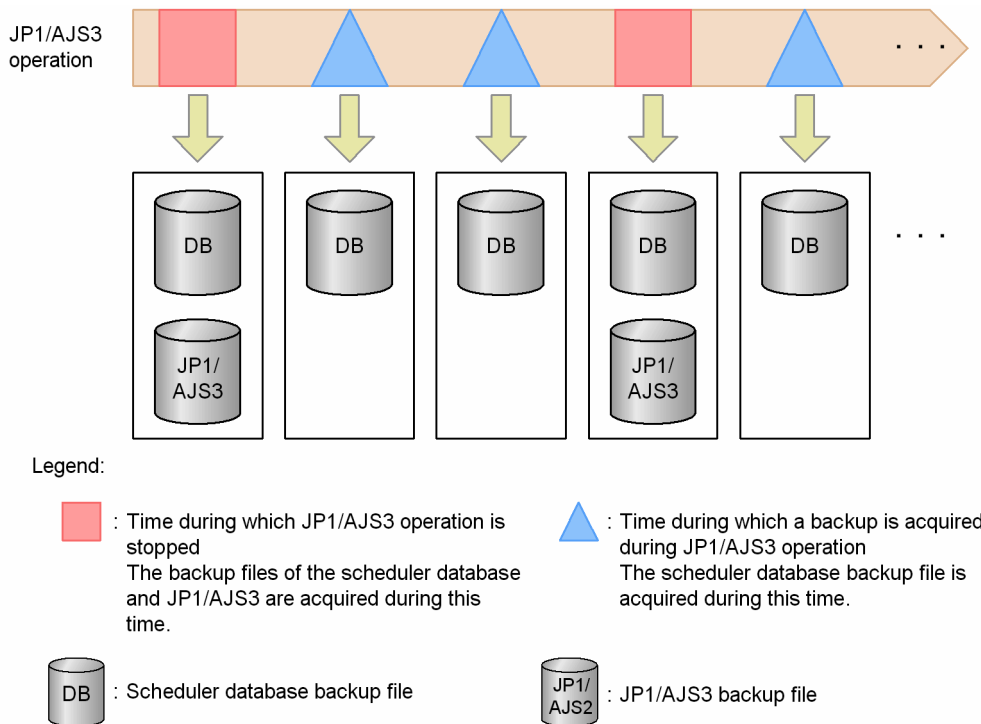 JP1/AJS3
operation
. . .
DB
DB
DB
DB
DB
. . .
JP1/
AJS3
JP1/
AJS3
Legend:
: Time during which JP1/AJS3 operation is
stopped
The backup files of the scheduler database
and JP1/AJS3 are acquired during this
time.
: Time during which a backup is acquired
during JP1/AJS3 operation
The scheduler database backup file is
acquired during this time.
DB
: Scheduler database backup file
JP1/
AJS2
: JP1/AJS3 backup file